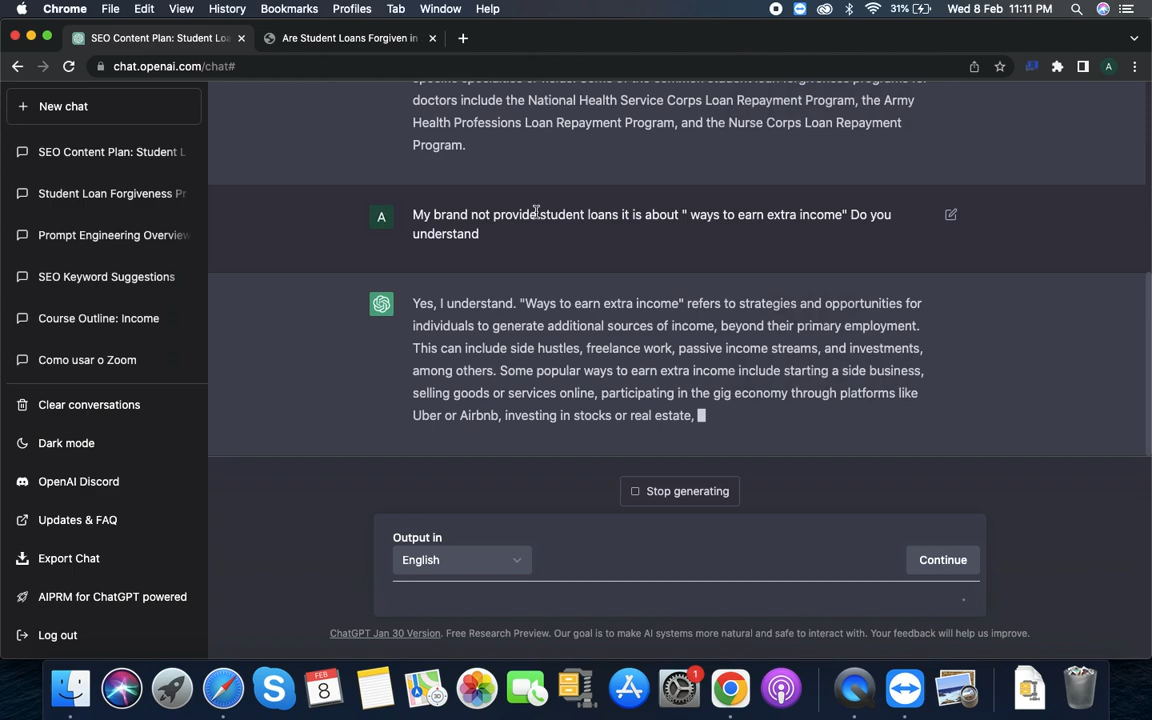 Chrome File Edit View History Bookmarks Profiles Tab Window Help 31% Wed 8 Feb 11:11 PM
SEO Content Plan: Student Loa Are Student Loans Forgiven in
chat.openai.com/chat# A
New chat
SEO Content Plan: Student L
Student Loan Forgiveness Pr
Prompt Engineering Overview
SEO Keyword Suggestions
Course Outline: Income
Como usar o Zoom
Clear conversations
Dark mode
OpenAI Discord
Updates & FAQ
Export Chat
AIPRM for ChatGPT powered
Log out
doctors include the National Health Service Corps Loan Repayment Program, the Army
Health Professions Loan Repayment Program, and the Nurse Corps Loan Repayment
Program.
A
My brand not provide student loans it is about " ways to earn extra income" Do you
understand
Yes, I understand. "Ways to earn extra income" refers to strategies and opportunities for
individuals to generate additional sources of income, beyond their primary employment.
This can include side hustles, freelance work, passive income streams, and investments,
among others. Some popular ways to earn extra income include starting a side business,
selling goods or services online, participating in the gig economy through platforms like
Uber or Airbnb, investing in stocks or real estate,
Stop generating
Output in
English
Continue
ChatGPT Jan 30 Version. Free Research Preview. Our goal is to make AI systems more natural and safe to interact with. Your feedback will help us improve.
FEB
8
1